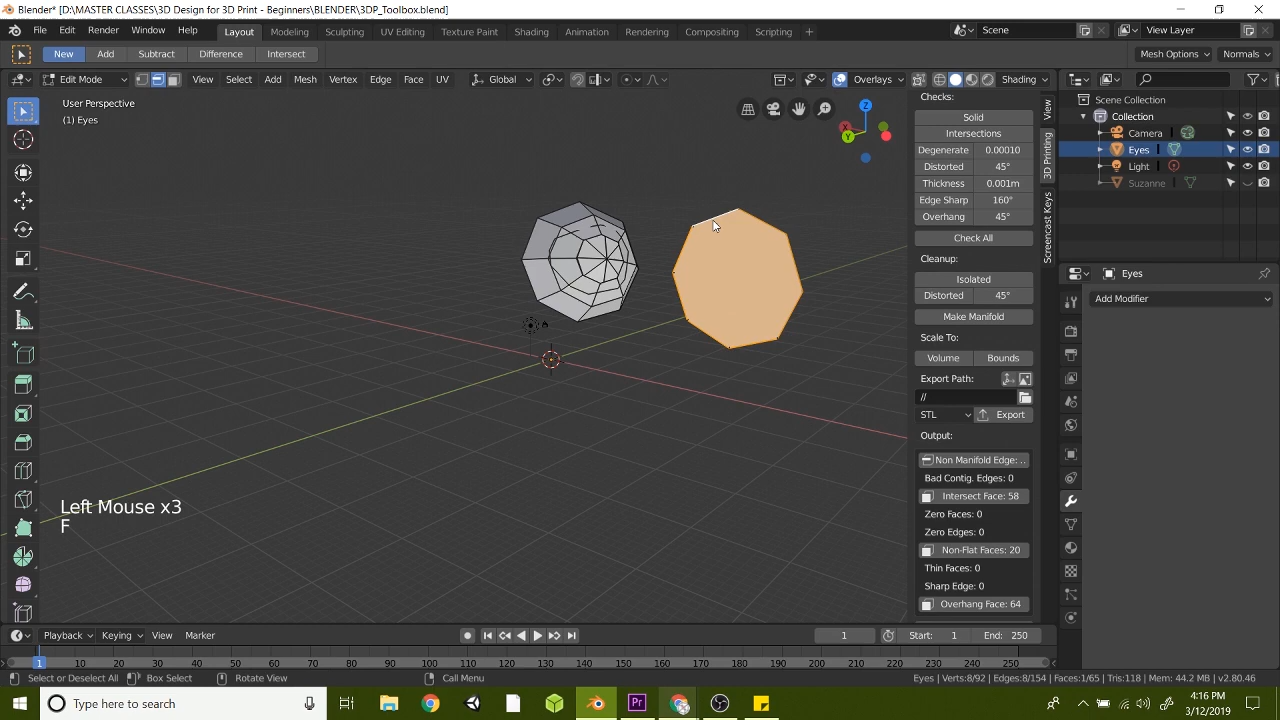 Blender* [D:\MASTER CLASSES\3D Design for 3D Print - Beginners\BLENDER\3DP_Toolbox.blend]
File Edit Render Window Help Layout Modeling Sculpting UV Editing Texture Paint Shading Animation Rendering Compositing Scripting + Scene View Layer
New Add Subtract Difference Intersect Mesh Options Normals
Edit Mode View Select Add Mesh Vertex Edge Face UV Global Overlays Shading
User Perspective
(1) Eyes
Z
X
Y
Checks:
Solid
Intersections
Degenerate 0.00010
Distorted 45°
Thickness 0.001m
Edge Sharp 160°
Overhang 45°
Check All
Cleanup:
Isolated
Distorted 45°
Make Manifold
Scale To:
Volume Bounds
Export Path:
//
STL Export
Output:
Non Manifold Edge: ..
Bad Contig. Edges: 0
Intersect Face: 58
Zero Faces: 0
Zero Edges: 0
Non-Flat Faces: 20
Thin Faces: 0
Sharp Edge: 0
Overhang Face: 64
View
3D Printing
Screencast Keys
Scene Collection
Collection
Camera
Eyes
Light
Suzanne
Eyes
Add Modifier
Left Mouse x3
F
Playback Keying View Marker 1 Start: 1 End: 250
1 10 20 30 40 50 60 70 80 90 100 110 120 130 140 150 160 170 180 190 200 210 220 230 240 250
Select or Deselect All Box Select Rotate View Call Menu Eyes | Verts:8/92 | Edges:8/154 | Faces:1/65 | Tris:118 | Mem: 44.2 MB | v2.80.46
Type here to search
Pr
4:16 PM
3/12/2019